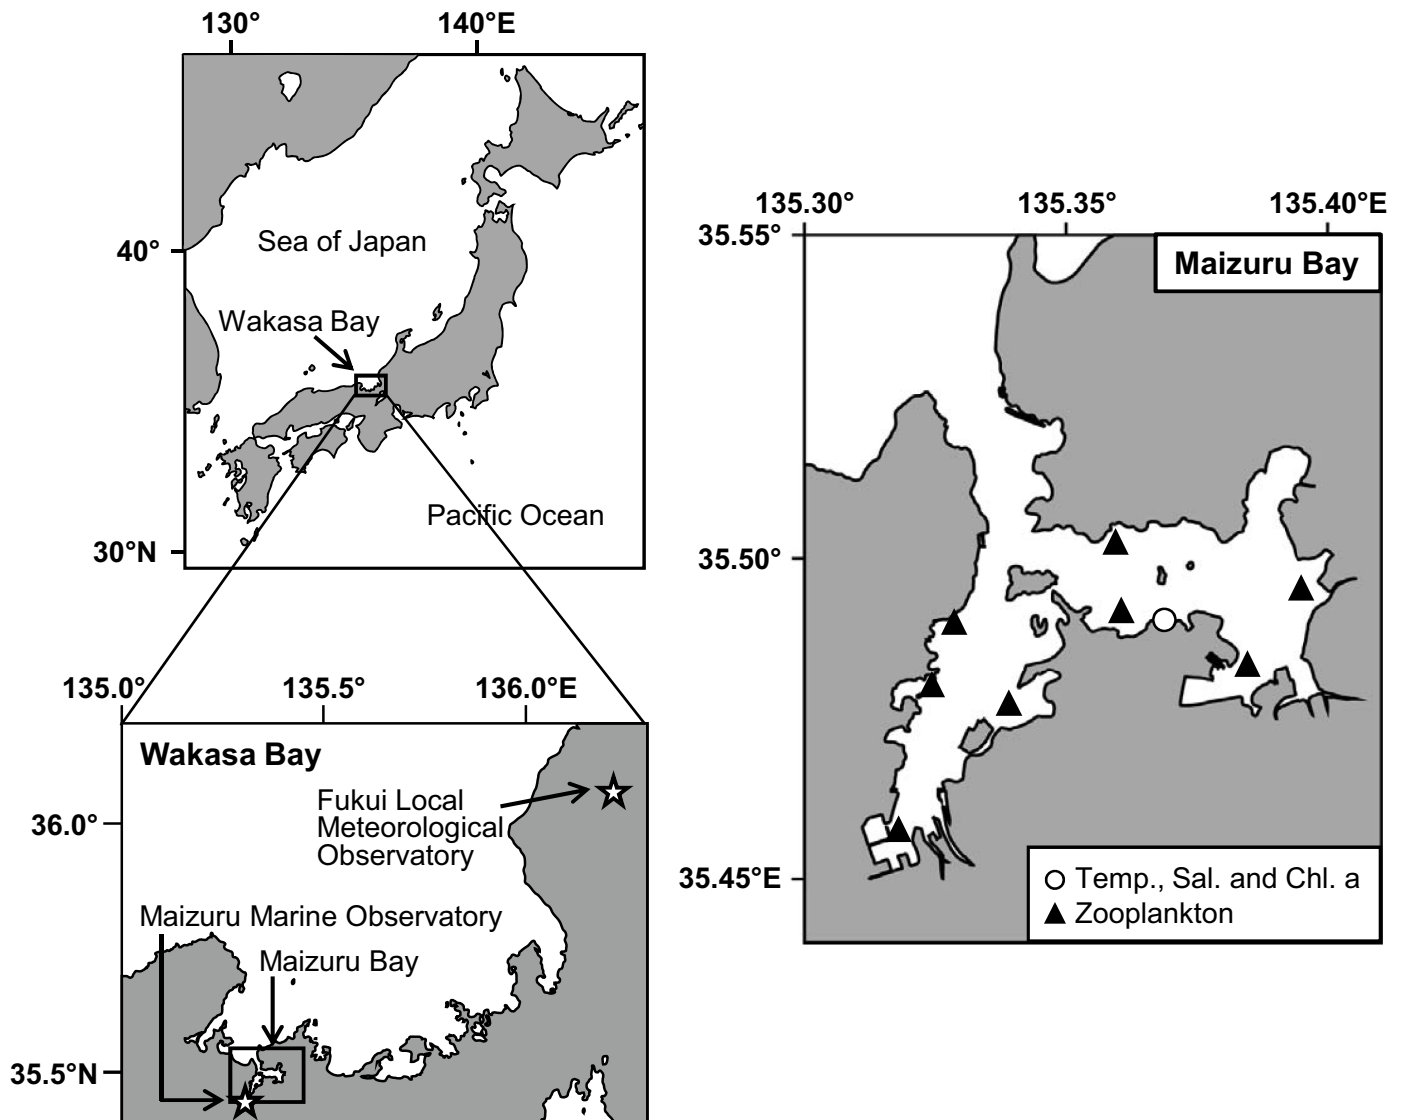 130°
140°E
40°
30°N
Sea of Japan
Wakasa Bay
Pacific Ocean
135.0°
135.5°
136.0°E
36.0°
35.5°N
Wakasa Bay
Fukui Local
Meteorological
Observatory
Maizuru Marine Observatory
Maizuru Bay
135.30°
135.35°
135.40°E
35.55°
35.50°
35.45°E
Maizuru Bay
Temp., Sal. and Chl. a
Zooplankton